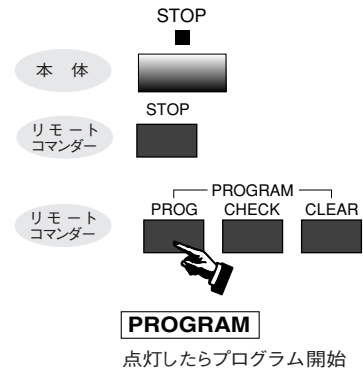 STOP
本 体
STOP
リモート
コマンダー
PROGRAM
PROG CHECK CLEAR
リモート
コマンダー
PROGRAM
点灯したらプログラム開始